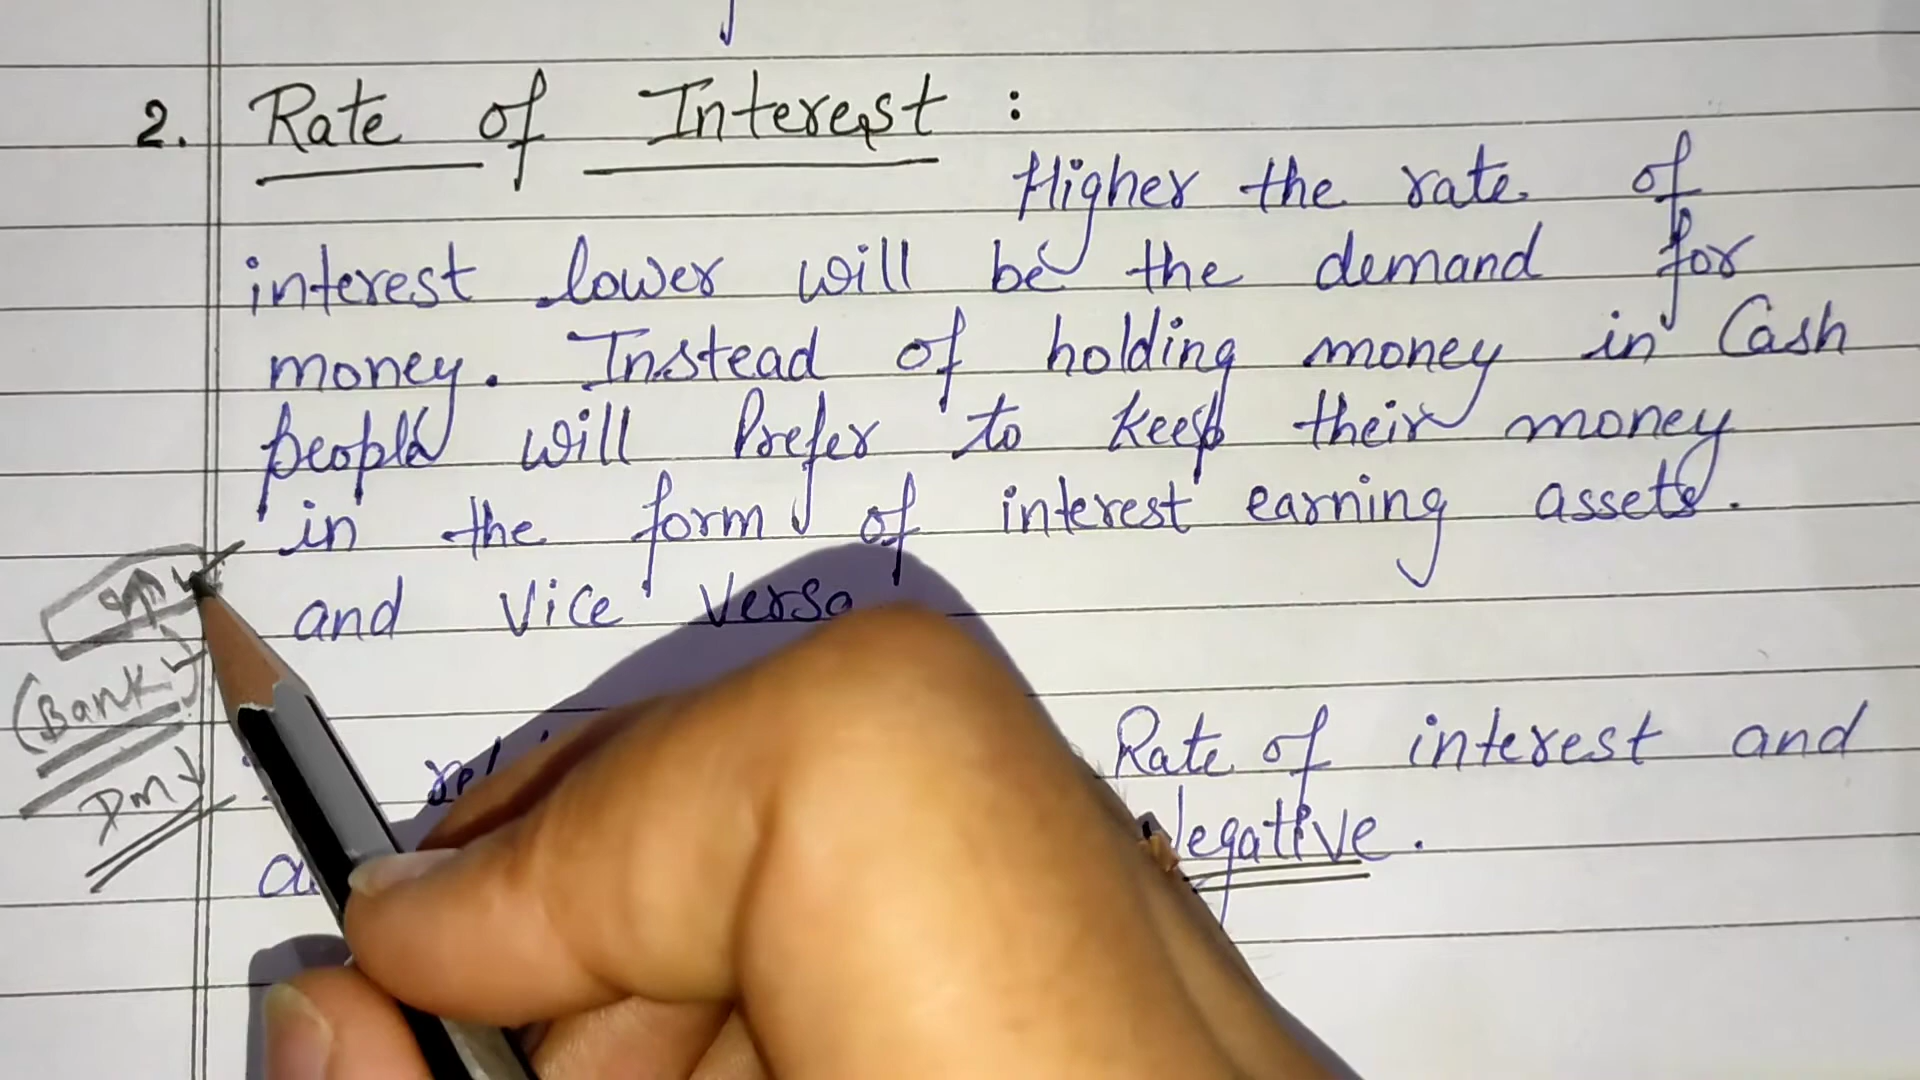 2. Rate of Interest :
Higher the rate of
interest lower will be the demand for
money. Instead of holding money in Cash
people will Prefer to keep their money
in the form of interest earning assets.
and Vice Versa
Rate of interest and
Negative.
(Bank)
Dm↓